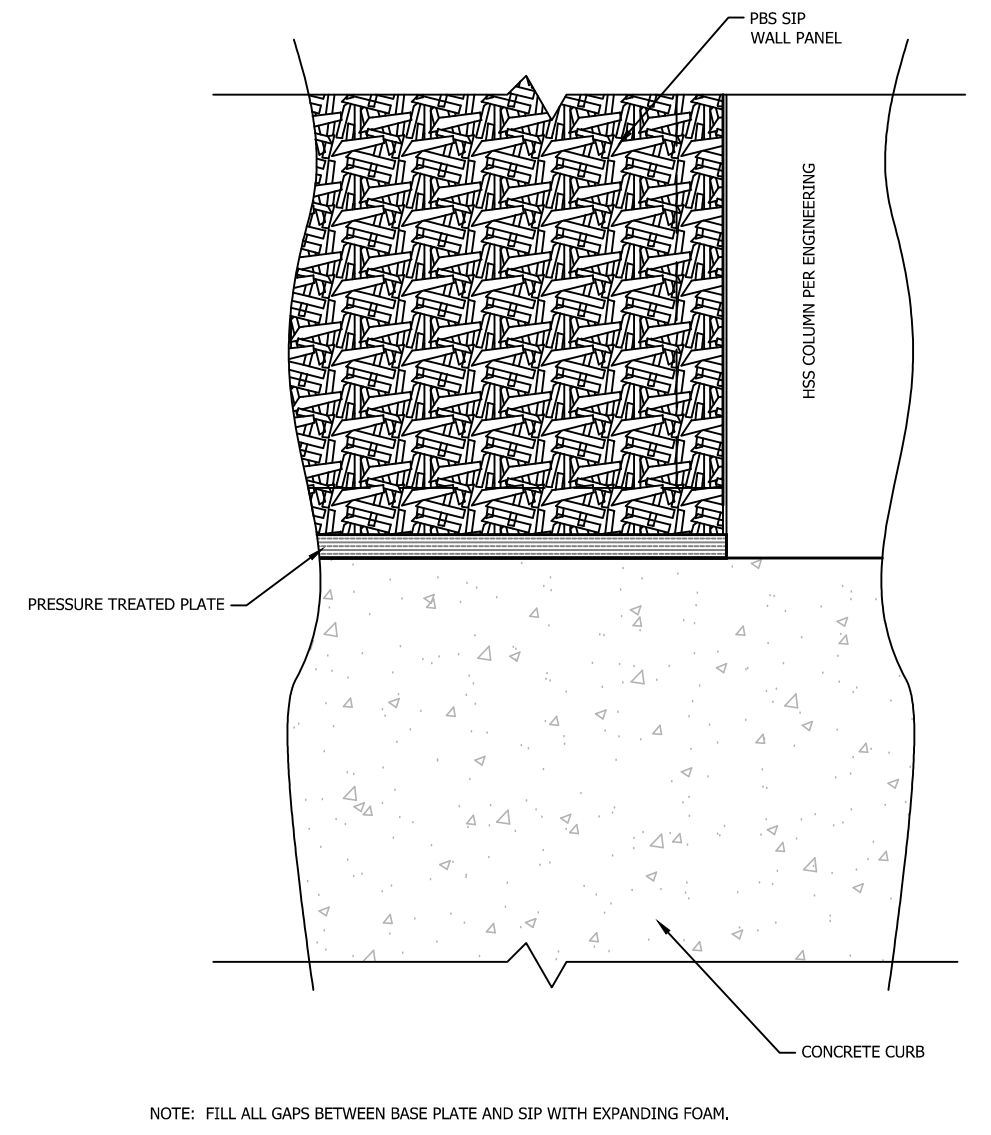 PBS SIP
WALL PANEL
HSS COLUMN PER ENGINEERING
PRESSURE TREATED PLATE
CONCRETE CURB
NOTE: FILL ALL GAPS BETWEEN BASE PLATE AND SIP WITH EXPANDING FOAM.